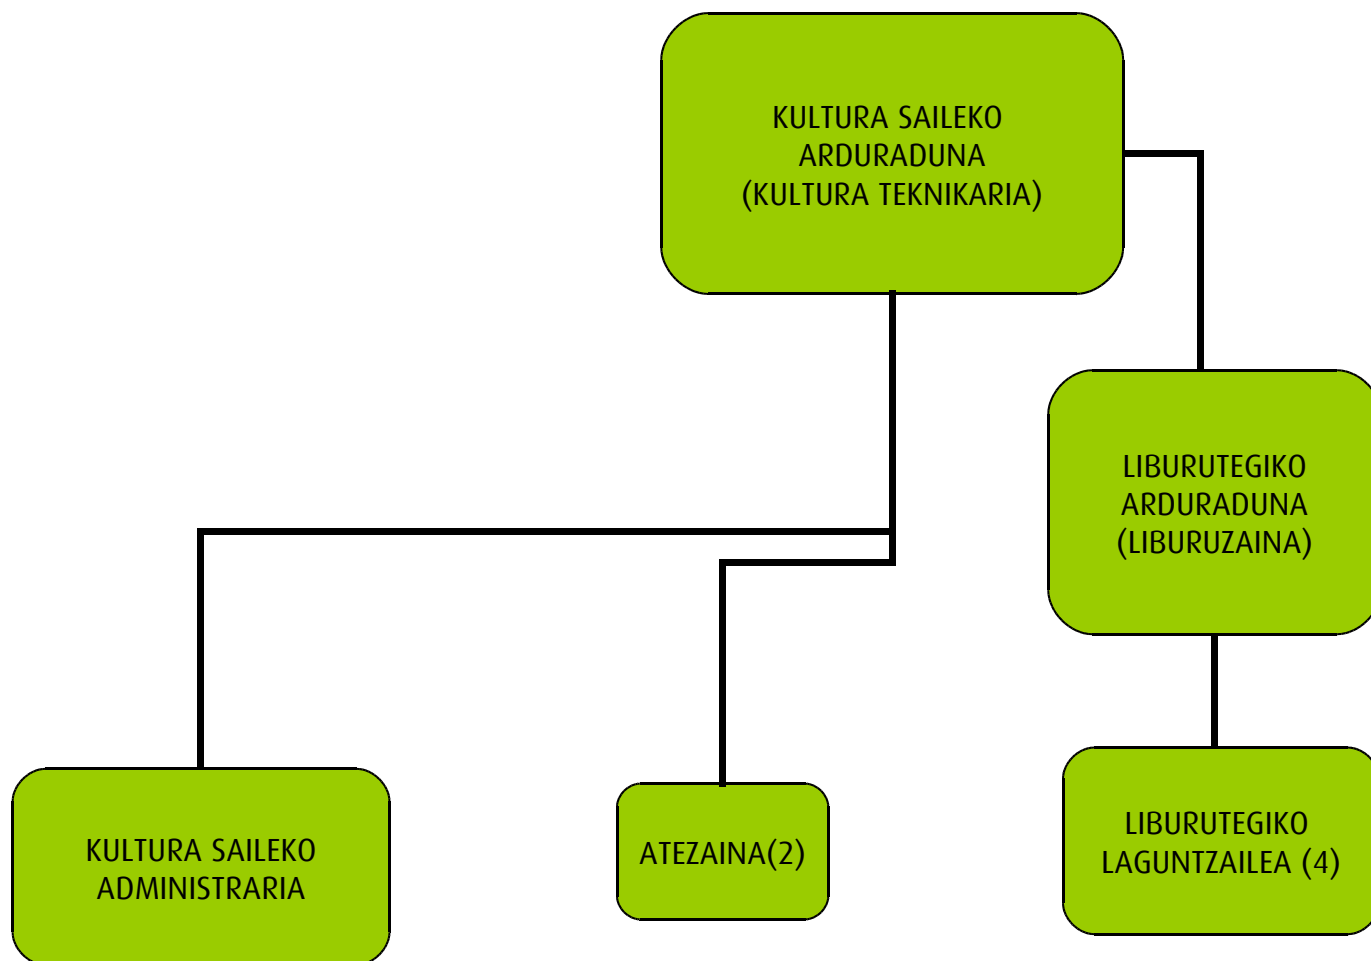 KULTURA SAILEKO
ARDURADUNA
(KULTURA TEKNIKARIA)
LIBURUTEGIKO
ARDURADUNA
(LIBURUZAINA)
KULTURA SAILEKO
ADMINISTRARIA
ATEZAINA(2)
LIBURUTEGIKO
LAGUNTZAILEA (4)